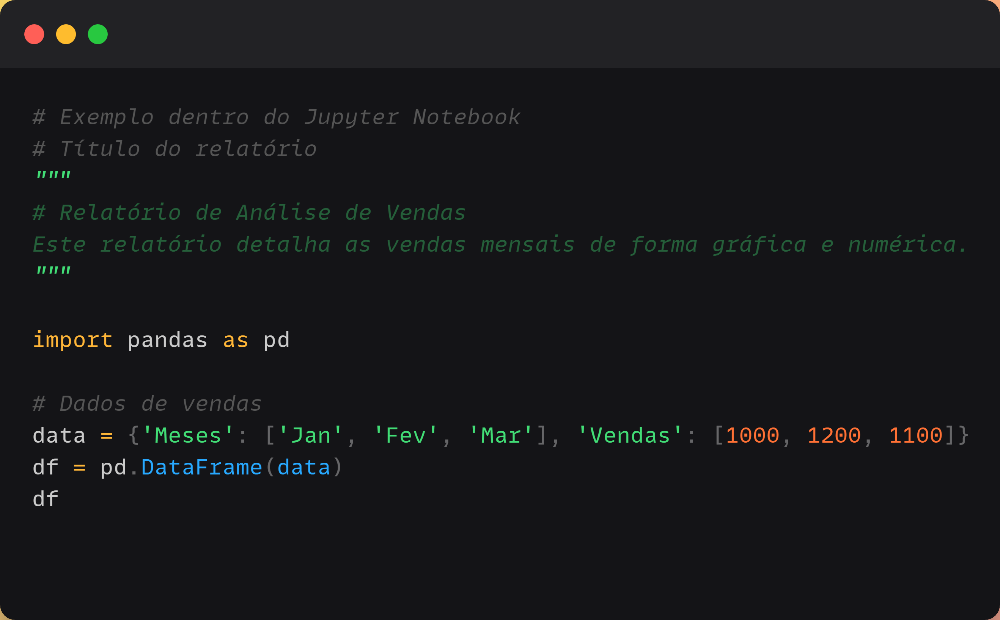 # Exemplo dentro do Jupyter Notebook
# Título do relatório
"""
# Relatório de Análise de Vendas
Este relatório detalha as vendas mensais de forma gráfica e numérica.
"""
import pandas as pd
# Dados de vendas
data = {'Meses': ['Jan', 'Fev', 'Mar'], 'Vendas': [1000, 1200, 1100]}
df = pd.DataFrame(data)
df